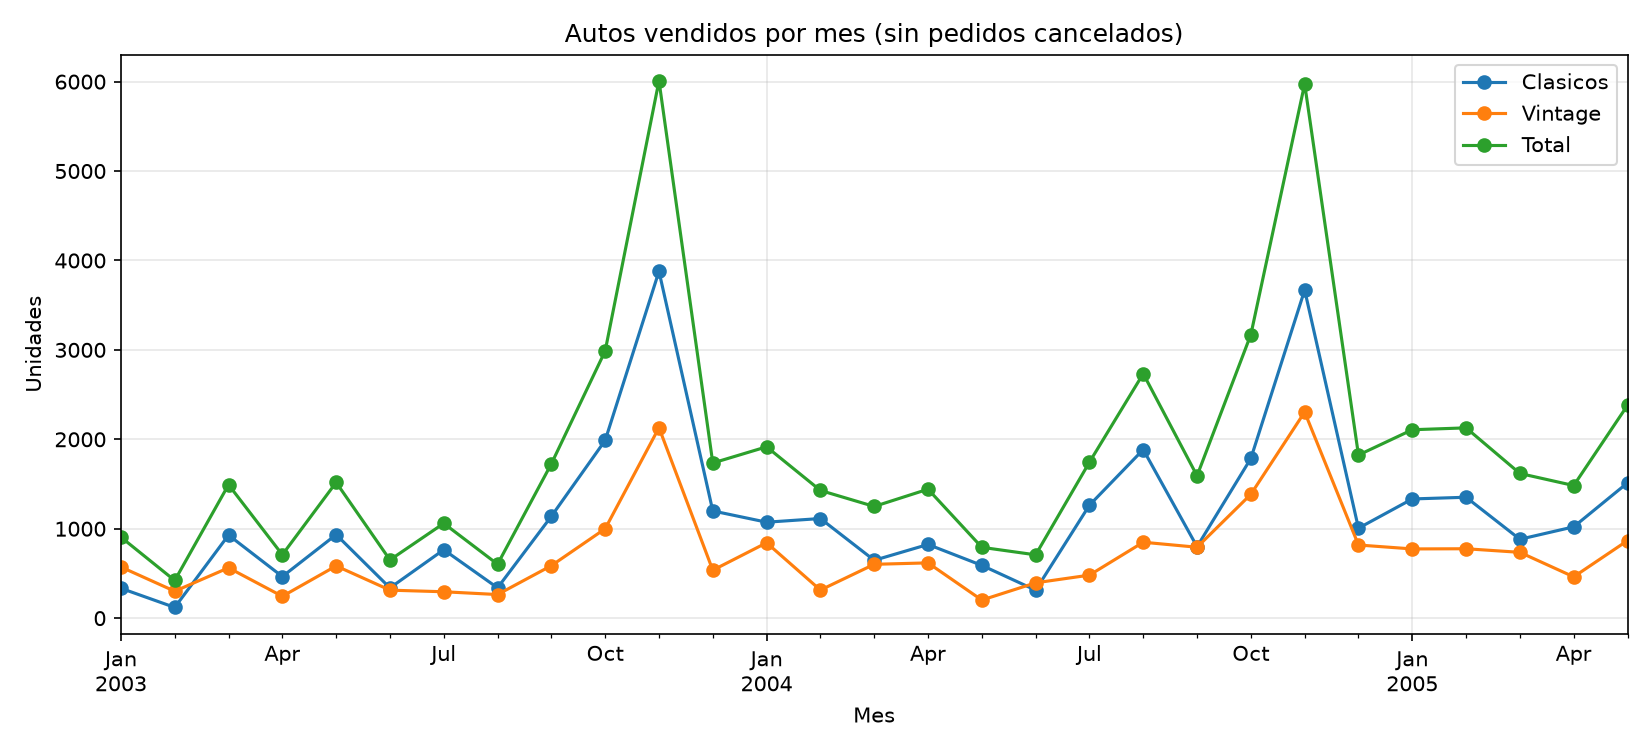 Autos vendidos por mes (sin pedidos cancelados)
Clasicos
Vintage
Total
Unidades
6000
5000
4000
3000
2000
1000
0
Jan
2003
Apr
Jul
Oct
Jan
2004
Apr
Jul
Oct
Jan
2005
Apr
Mes